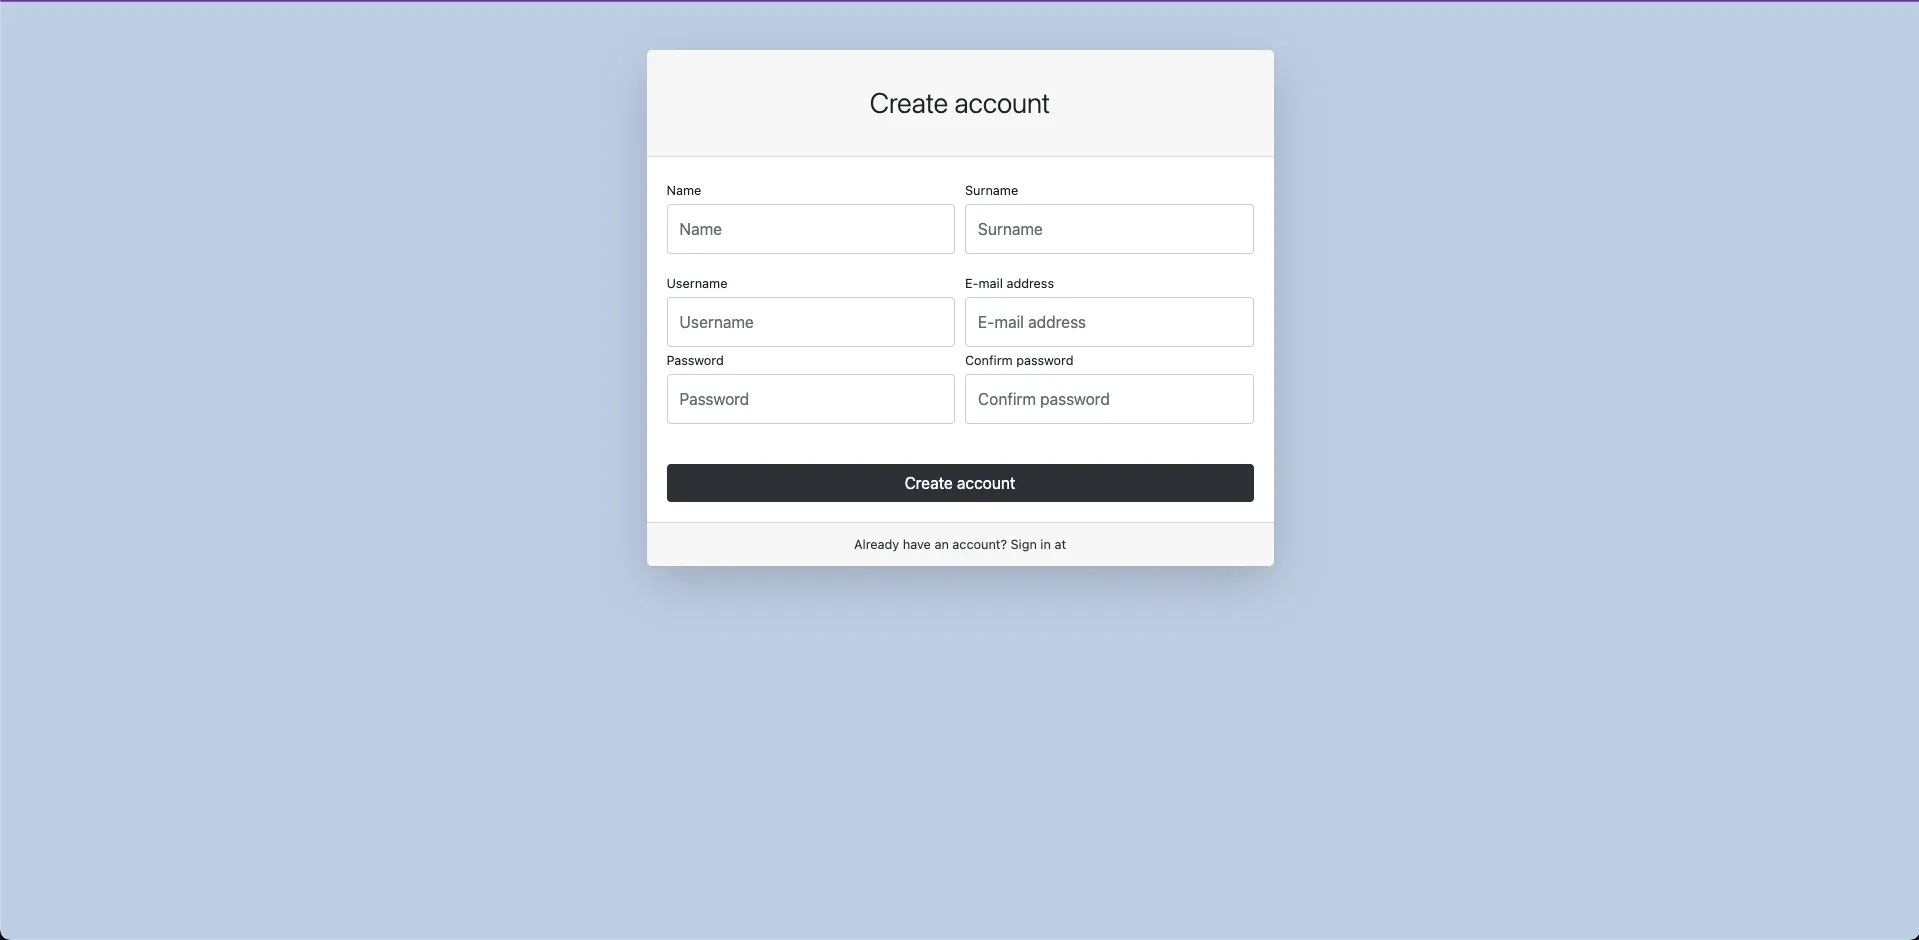 Create account
Name Surname
Name Surname
Username E-mail address
Username E-mail address
Password Confirm password
Password Confirm password
Create account
Already have an account? Sign in at